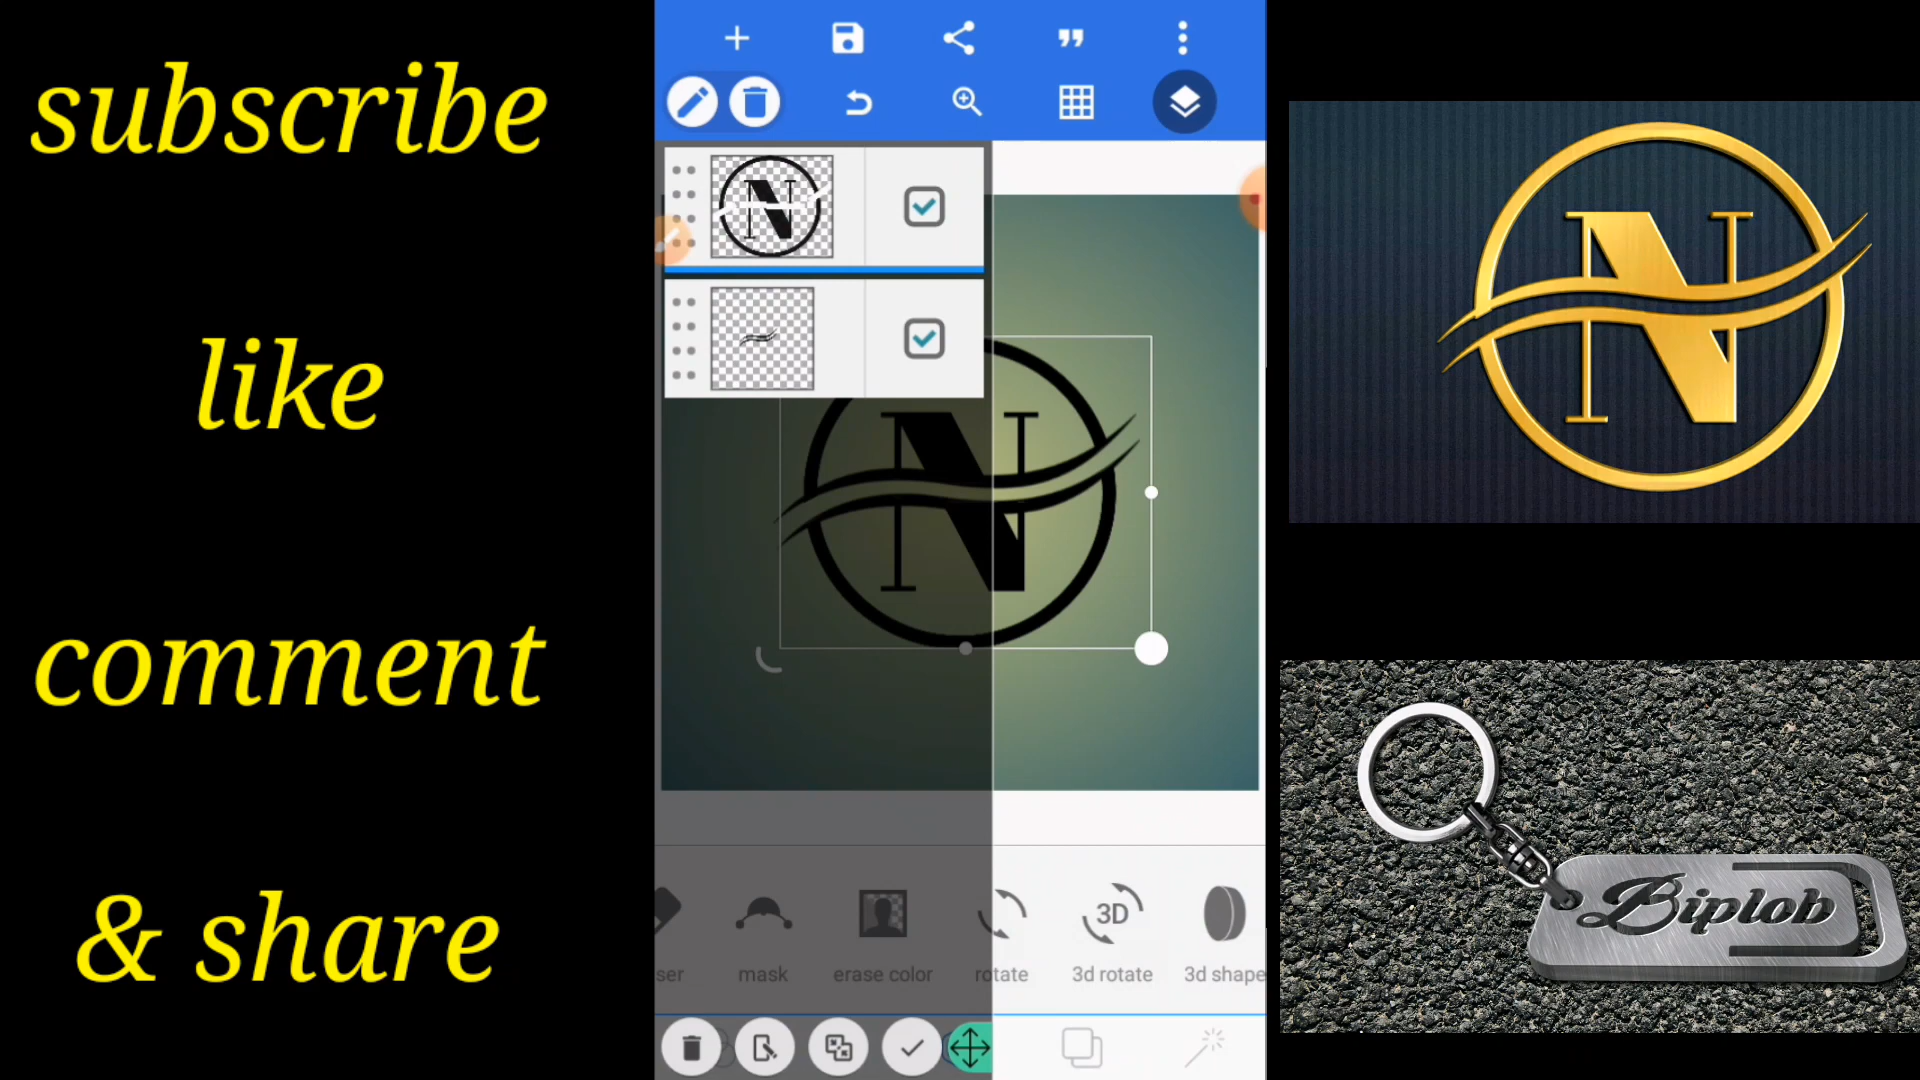 subscribe
like
comment
& share
N
N
ser
mask
erase color
rotate
3D
3d rotate
3d shape
N
Biplob